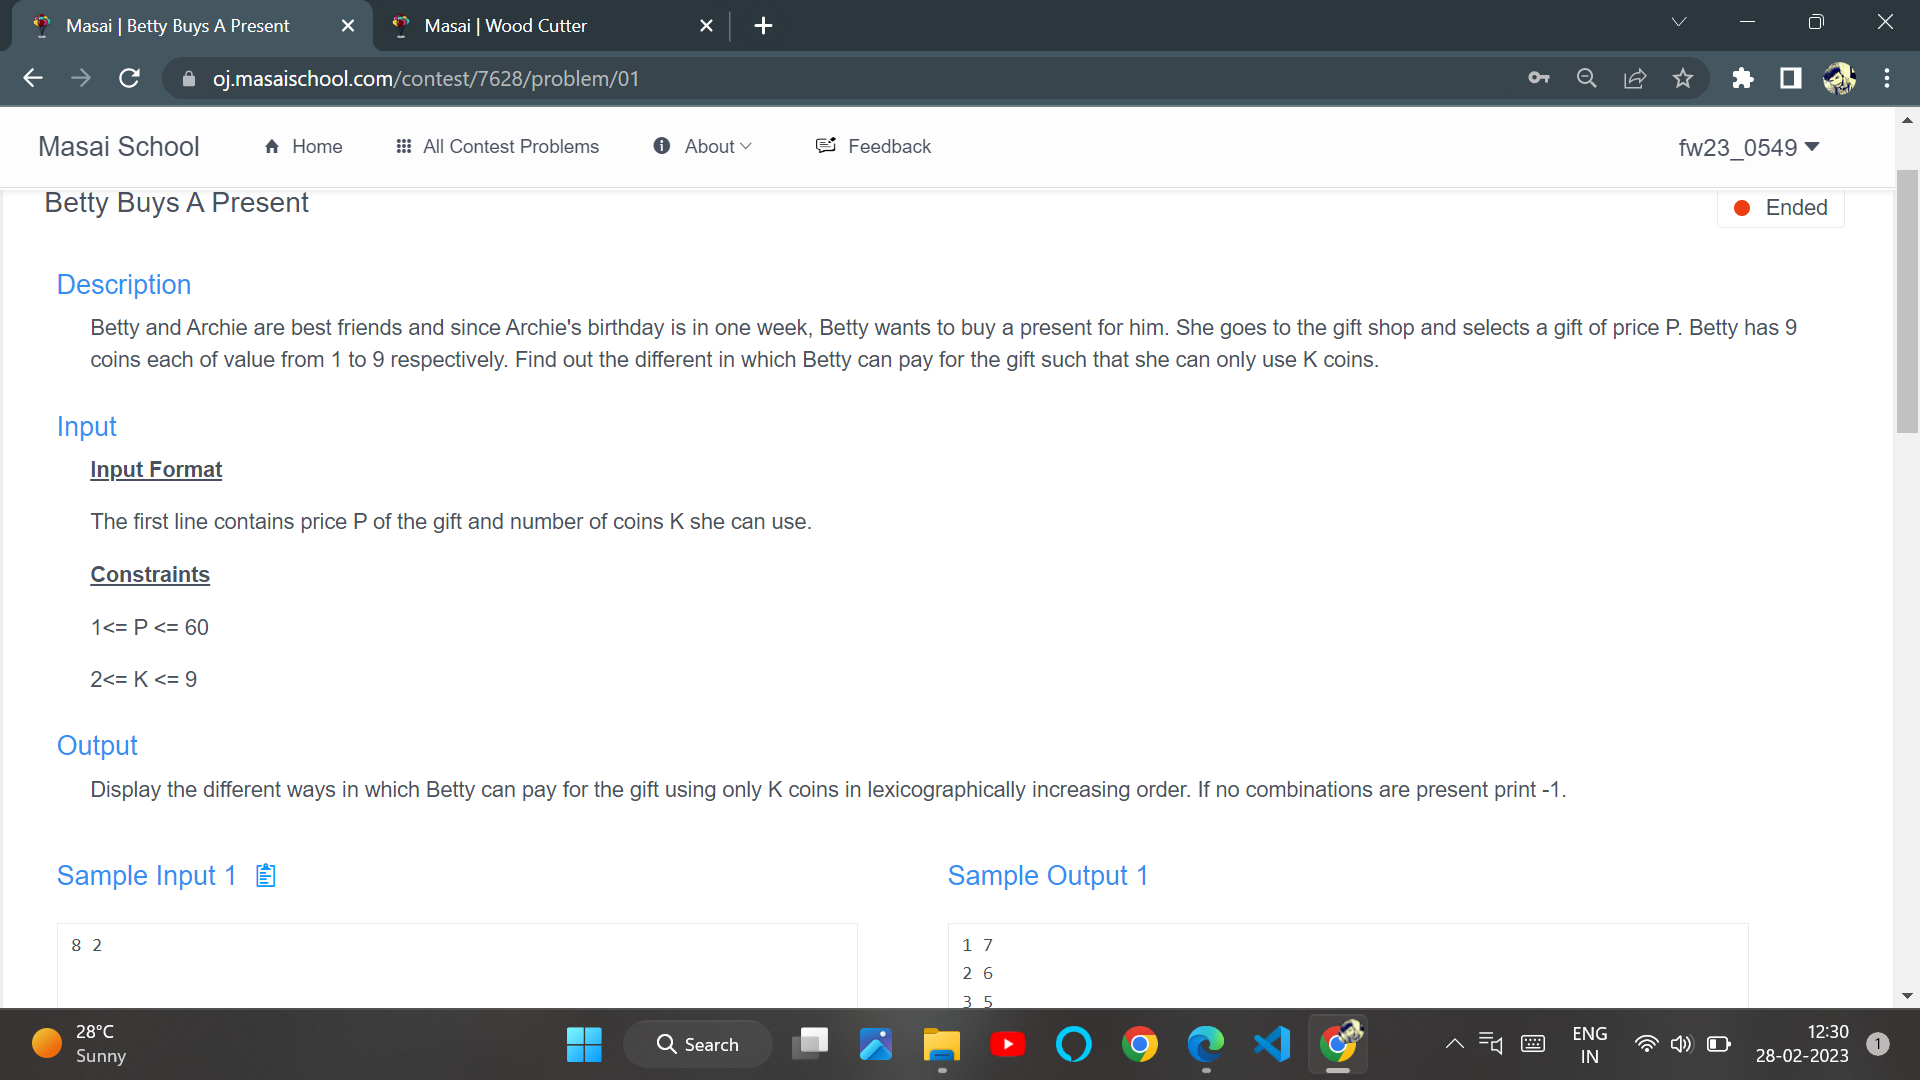 Masai | Betty Buys A Present
Masai | Wood Cutter
oj.masaischool.com/contest/7628/problem/01
Masai School
Home
All Contest Problems
About
Feedback
fw23_0549
Betty Buys A Present
Ended
Description
Betty and Archie are best friends and since Archie's birthday is in one week, Betty wants to buy a present for him. She goes to the gift shop and selects a gift of price P. Betty has 9
coins each of value from 1 to 9 respectively. Find out the different in which Betty can pay for the gift such that she can only use K coins.
Input
Input Format
The first line contains price P of the gift and number of coins K she can use.
Constraints
1<= P <= 60
2<= K <= 9
Output
Display the different ways in which Betty can pay for the gift using only K coins in lexicographically increasing order. If no combinations are present print -1.
Sample Input 1
Sample Output 1
8 2
1 7
2 6
3 5
28°C
Sunny
Search
ENG
IN
12:30
28-02-2023
1